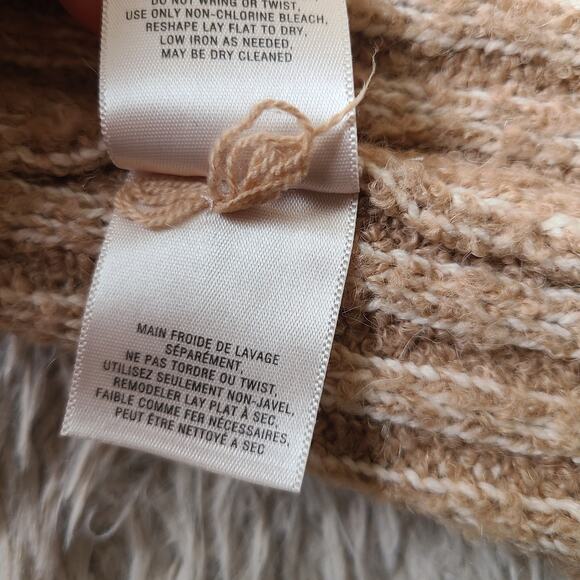 DO NOT WRING OR TWIST,
USE ONLY NON-CHLORINE BLEACH,
RESHAPE LAY FLAT TO DRY,
LOW IRON AS NEEDED,
MAY BE DRY CLEANED
MAIN FROIDE DE LAVAGE
SÉPARÉMENT,
NE PAS TORDRE OU TWIST,
UTILISEZ SEULEMENT NON-JAVEL,
REMODELER LAY PLAT À SEC,
FAIBLE COMME FER NÉCESSAIRES,
PEUT ÊTRE NETTOYÉ A SEC